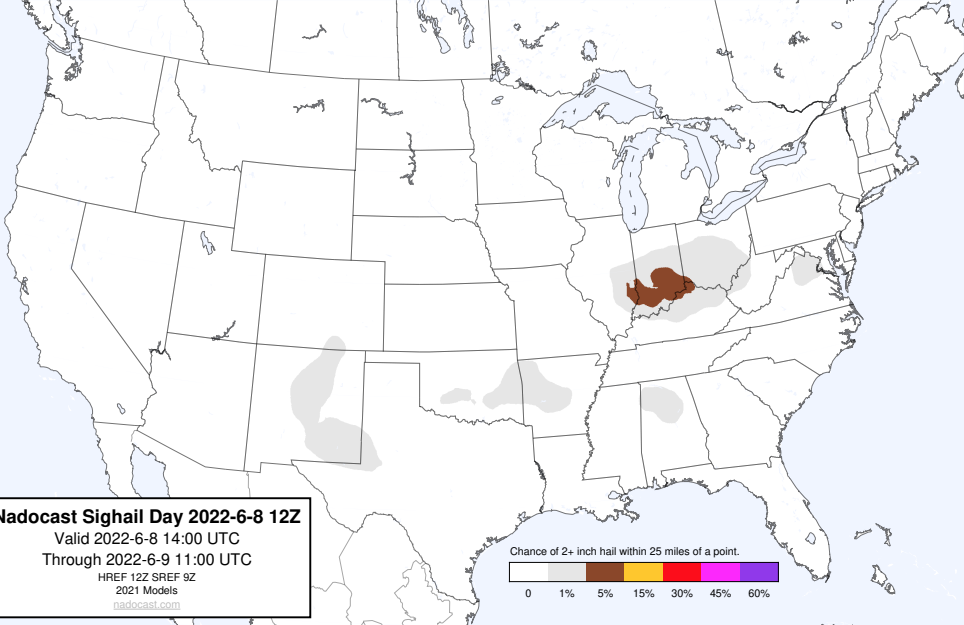 Nadocast Sighail Day 2022-6-8 12Z
Valid 2022-6-8 14:00 UTC
Through 2022-6-9 11:00 UTC
HREF 12Z SREF 9Z
2021 Models
nadocast.com
Chance of 2+ inch hail within 25 miles of a point.
0 1% 5% 15% 30% 45% 60%